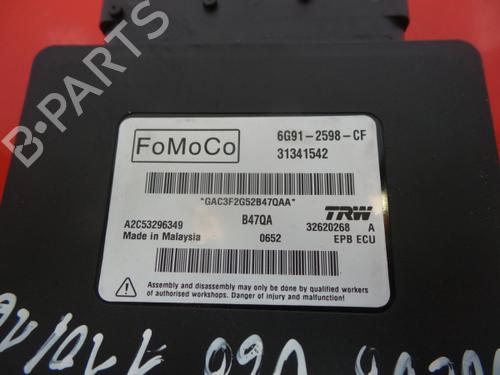 FoMoCo
6G91-2598-CF
31341542
*GAC3F2G52B47QAA*
B47QA
TRW
A2C53296349
32620268 A
Made in Malaysia
0652
EPB ECU
Assembly and disassembly may only be done by qualified workers
of authorised workshops. Danger of injury and malfunction!
B-PARTS